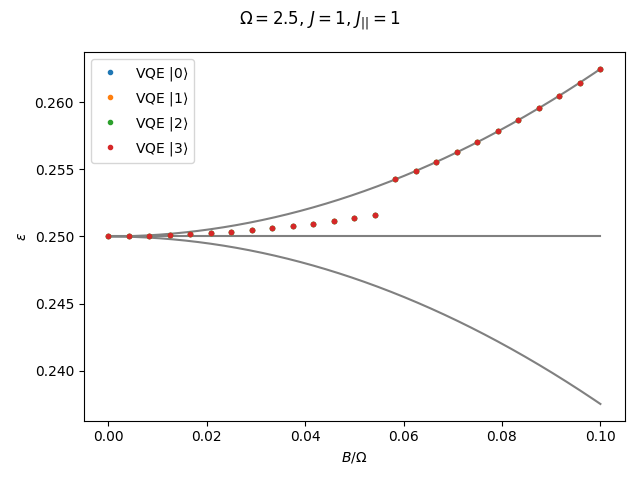 Ω = 2.5, J = 1, J|| = 1
VQE |0⟩
VQE |1⟩
VQE |2⟩
VQE |3⟩
0.260
0.255
0.250
0.245
0.240
ε
0.00 0.02 0.04 0.06 0.08 0.10
B/Ω